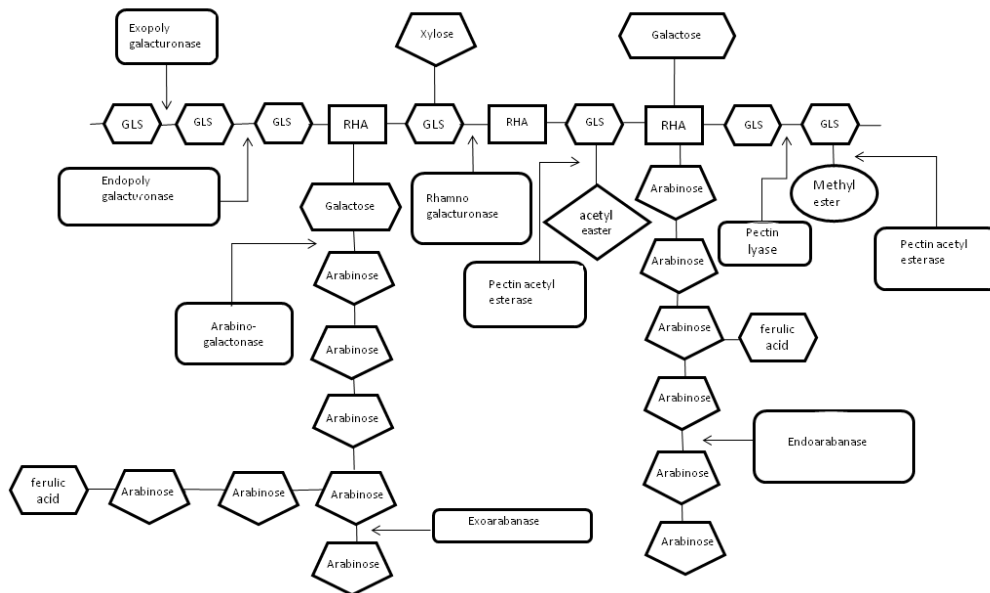 Exopoly
galacturonase
Xylose
Galactose
GLS
GLS
GLS
RHA
GLS
RHA
GLS
RHA
GLS
GLS
Endopoly
galacturonase
Galactose
Rhamno
galacturonase
acetyl
easter
Arabinose
Methyl
ester
Pectin
lyase
Pectin acetyl
esterase
Pectin acetyl
esterase
Arabinose
Arabinose
Arabino-
galactonase
Arabinose
Arabinose
ferulic
acid
Arabinose
Arabinose
Endoarabanase
Arabinose
ferulic
acid
Arabinose
Arabinose
Arabinose
Exoarabanase
Arabinose
Arabinose